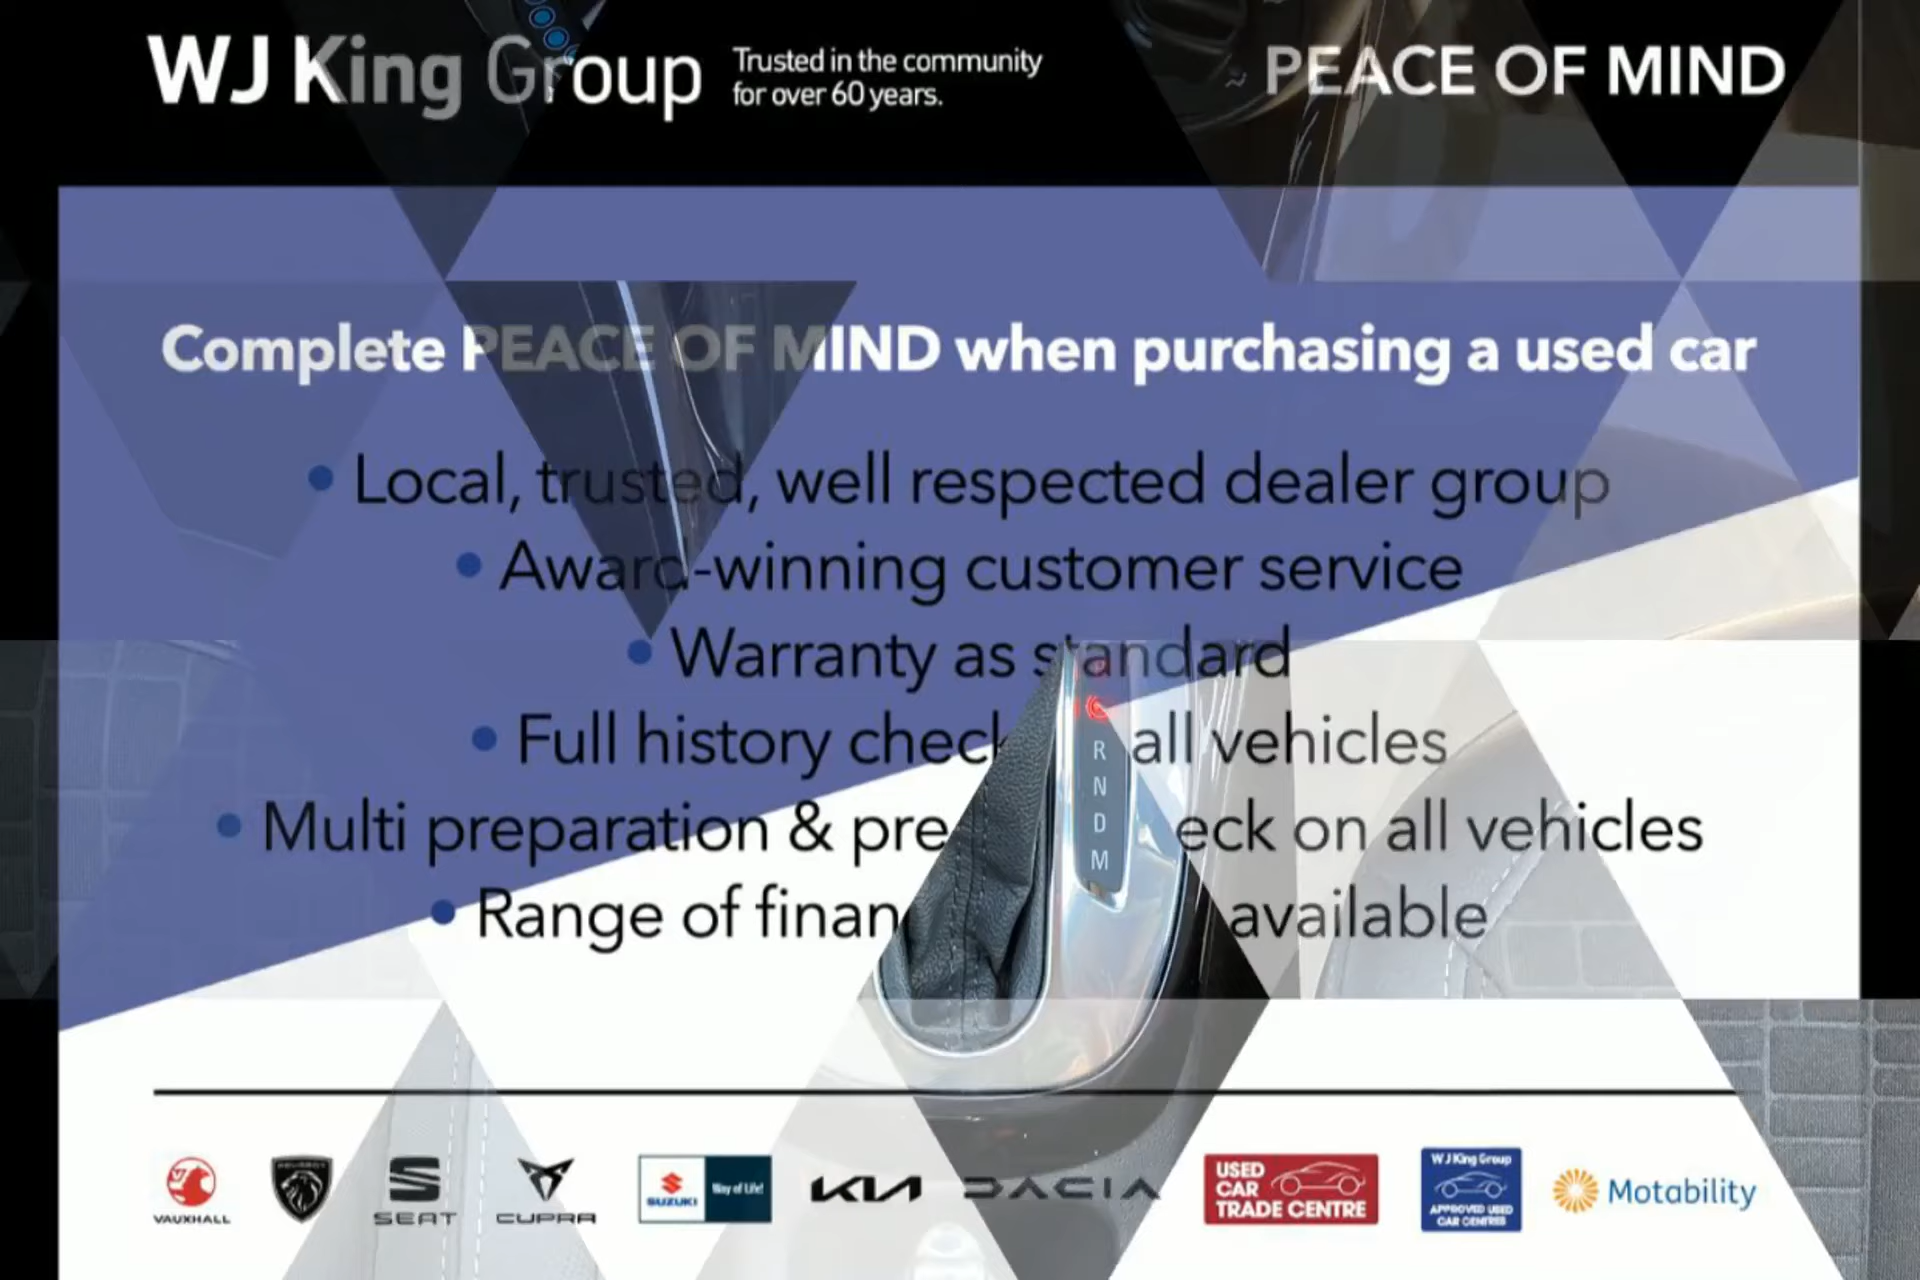 WJ King Group
Trusted in the community
for over 60 years.
PEACE OF MIND
Complete PEACE OF MIND when purchasing a used car
• Local, trusted, well respected dealer group
• Award-winning customer service
• Warranty as standard
• Full history check all vehicles
• Multi preparation & pre eck on all vehicles
• Range of finan available
R
N
D
M
VAUXHALL
PEUGEOT
SEAT
CUPRA
SUZUKI
Way of Life!
KIA
DACIA
USED
CAR
TRADE CENTRE
WJ King Group
APPROVED USED
CAR CENTRES
Motability